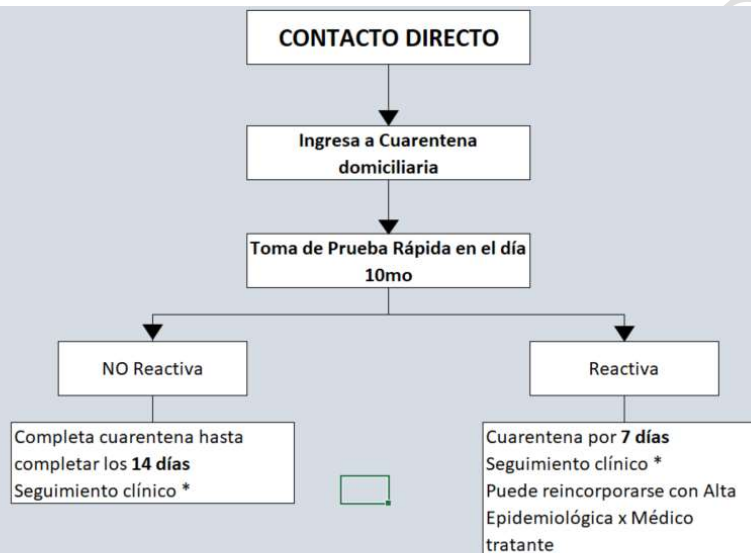 CONTACTO DIRECTO
Ingresa a Cuarentena
domiciliaria
Toma de Prueba Rápida en el día
10mo
NO Reactiva
Reactiva
Completa cuarentena hasta
completar los 14 días
Seguimiento clínico *
Cuarentena por 7 días
Seguimiento clínico *
Puede reincorporarse con Alta
Epidemiológica x Médico
tratante